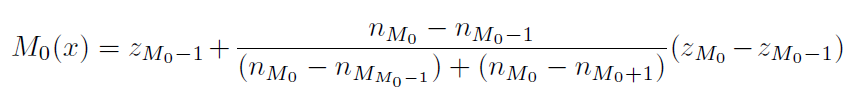 $M_0(x) = z_{M_0-1} + \frac{n_{M_0} - n_{M_0-1}}{(n_{M_0} - n_{M_{M_0-1}}) + (n_{M_0} - n_{M_0+1})}(z_{M_0} - z_{M_0-1})$